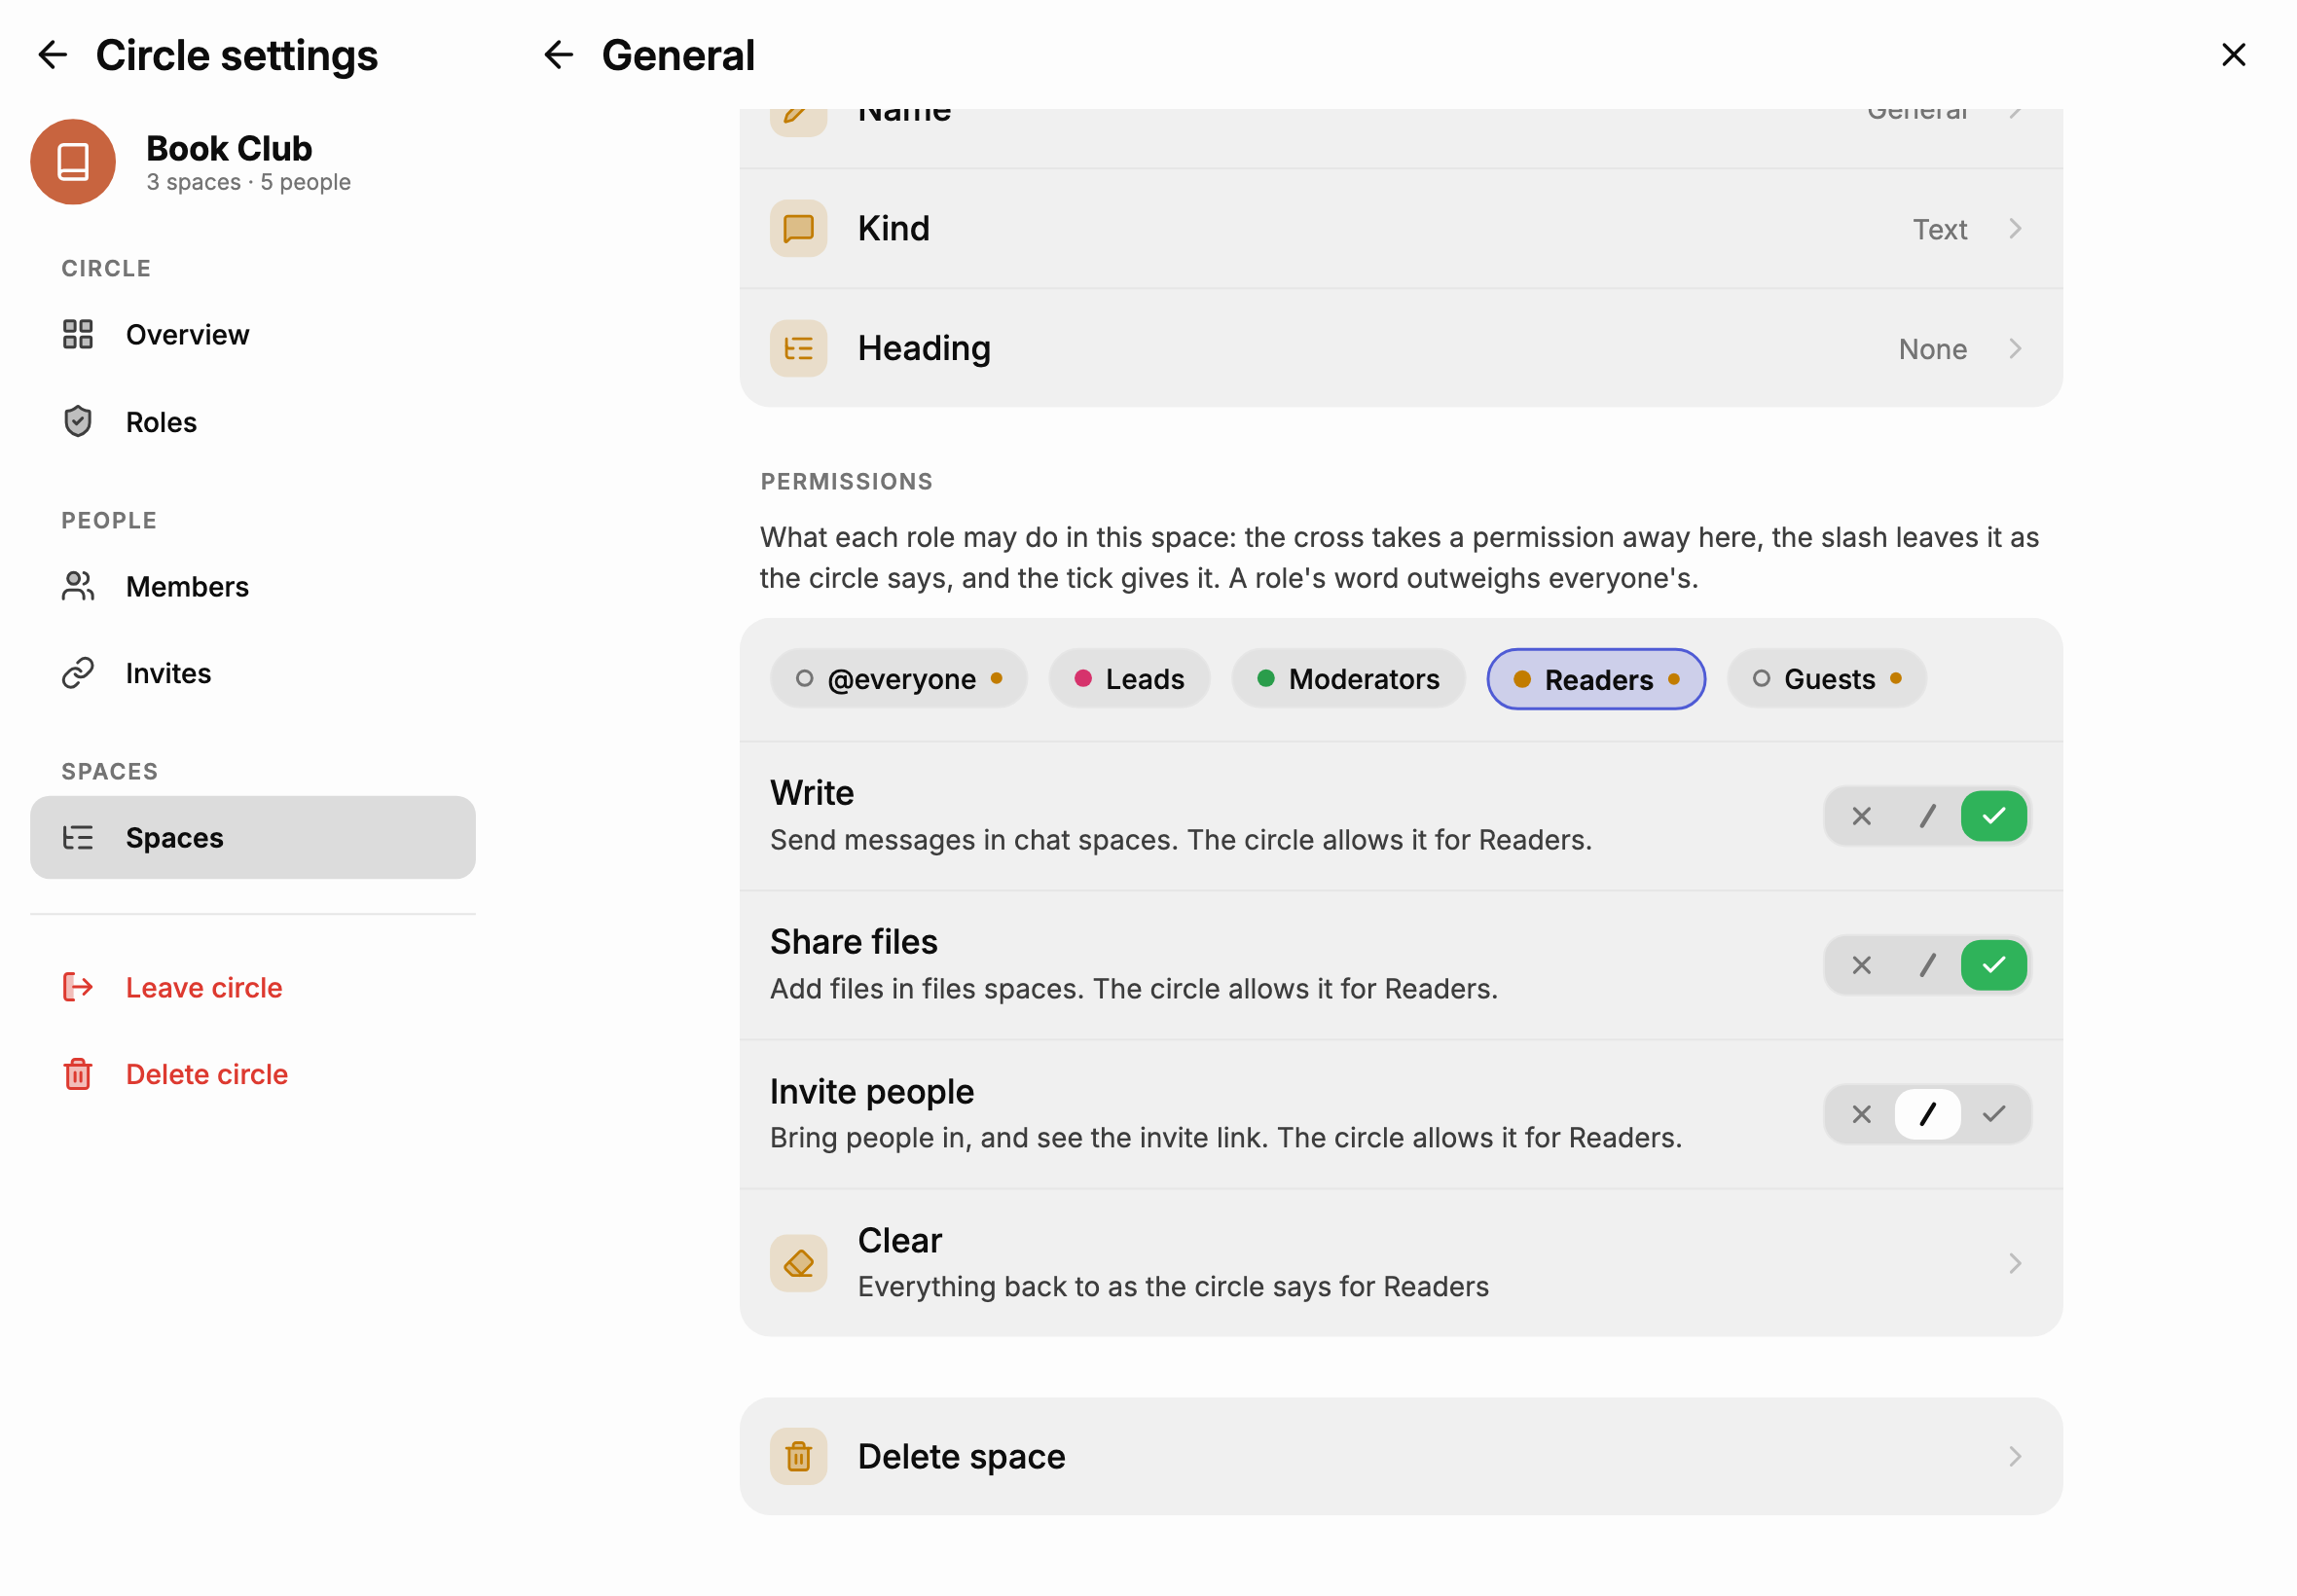 Circle settings
Book Club
3 spaces · 5 people
CIRCLE
Overview
Roles
PEOPLE
Members
Invites
SPACES
Spaces
Leave circle
Delete circle
General
Name
General
Kind
Text
Heading
None
PERMISSIONS
What each role may do in this space: the cross takes a permission away here, the slash leaves it as
the circle says, and the tick gives it. A role's word outweighs everyone's.
@everyone
Leads
Moderators
Readers
Guests
Write
Send messages in chat spaces. The circle allows it for Readers.
Share files
Add files in files spaces. The circle allows it for Readers.
Invite people
Bring people in, and see the invite link. The circle allows it for Readers.
Clear
Everything back to as the circle says for Readers
Delete space